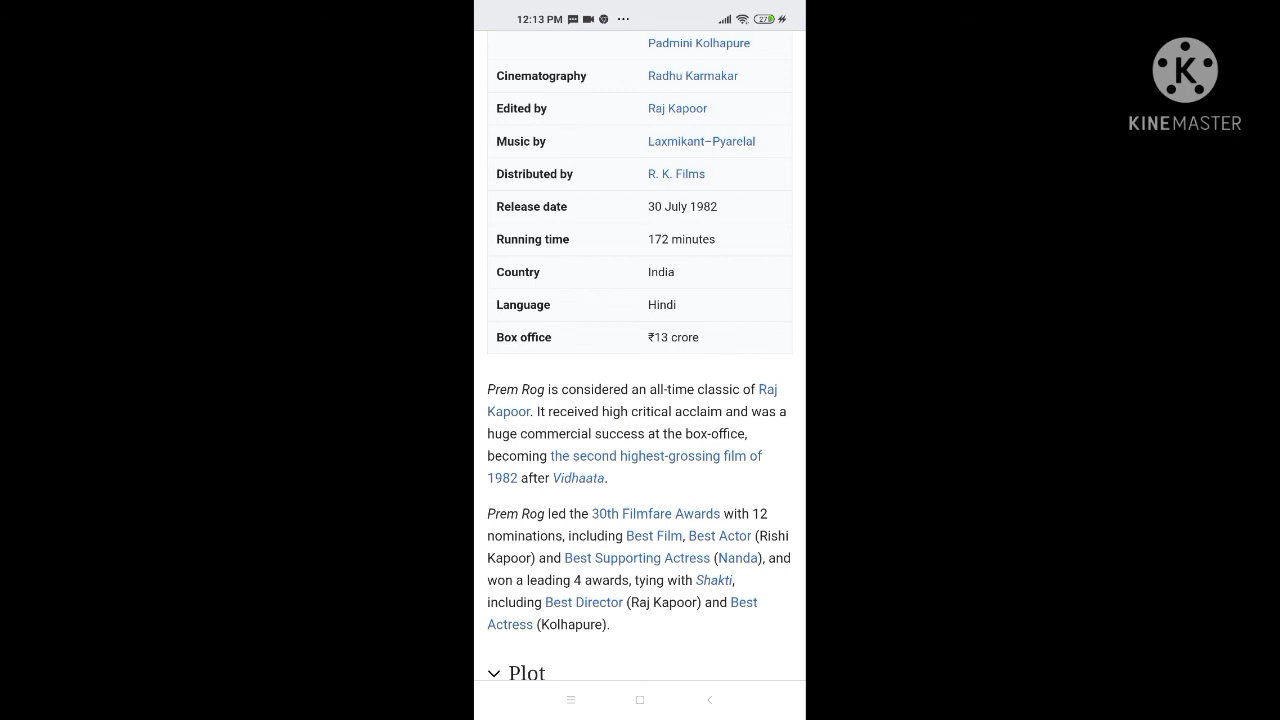 12:13 PM
27
Padmini Kolhapure
Cinematography Radhu Karmakar
Edited by Raj Kapoor
Music by Laxmikant–Pyarelal
Distributed by R. K. Films
Release date 30 July 1982
Running time 172 minutes
Country India
Language Hindi
Box office ₹13 crore
Prem Rog is considered an all-time classic of Raj
Kapoor. It received high critical acclaim and was a
huge commercial success at the box-office,
becoming the second highest-grossing film of
1982 after Vidhaata.
Prem Rog led the 30th Filmfare Awards with 12
nominations, including Best Film, Best Actor (Rishi
Kapoor) and Best Supporting Actress (Nanda), and
won a leading 4 awards, tying with Shakti,
including Best Director (Raj Kapoor) and Best
Actress (Kolhapure).
Plot
K
KINEMASTER